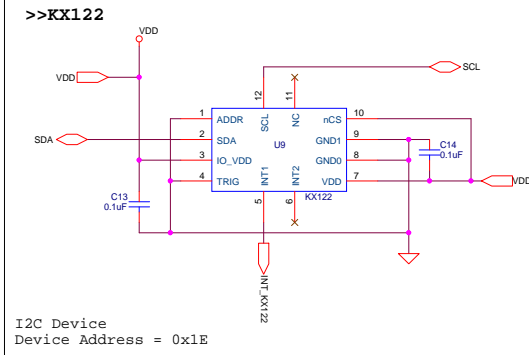 >>KX122
VDD
VDD
SCL
12
11
1
ADDR
SCL
NC
nCS
10
SDA
2
SDA
U9
GND1
9
C14
0.1uF
3
IO_VDD
GND0
8
4
TRIG
INT1
INT2
VDD
7
VDD
C13
0.1uF
5
6
KX122
INT_KX122
I2C Device
Device Address = 0x1E